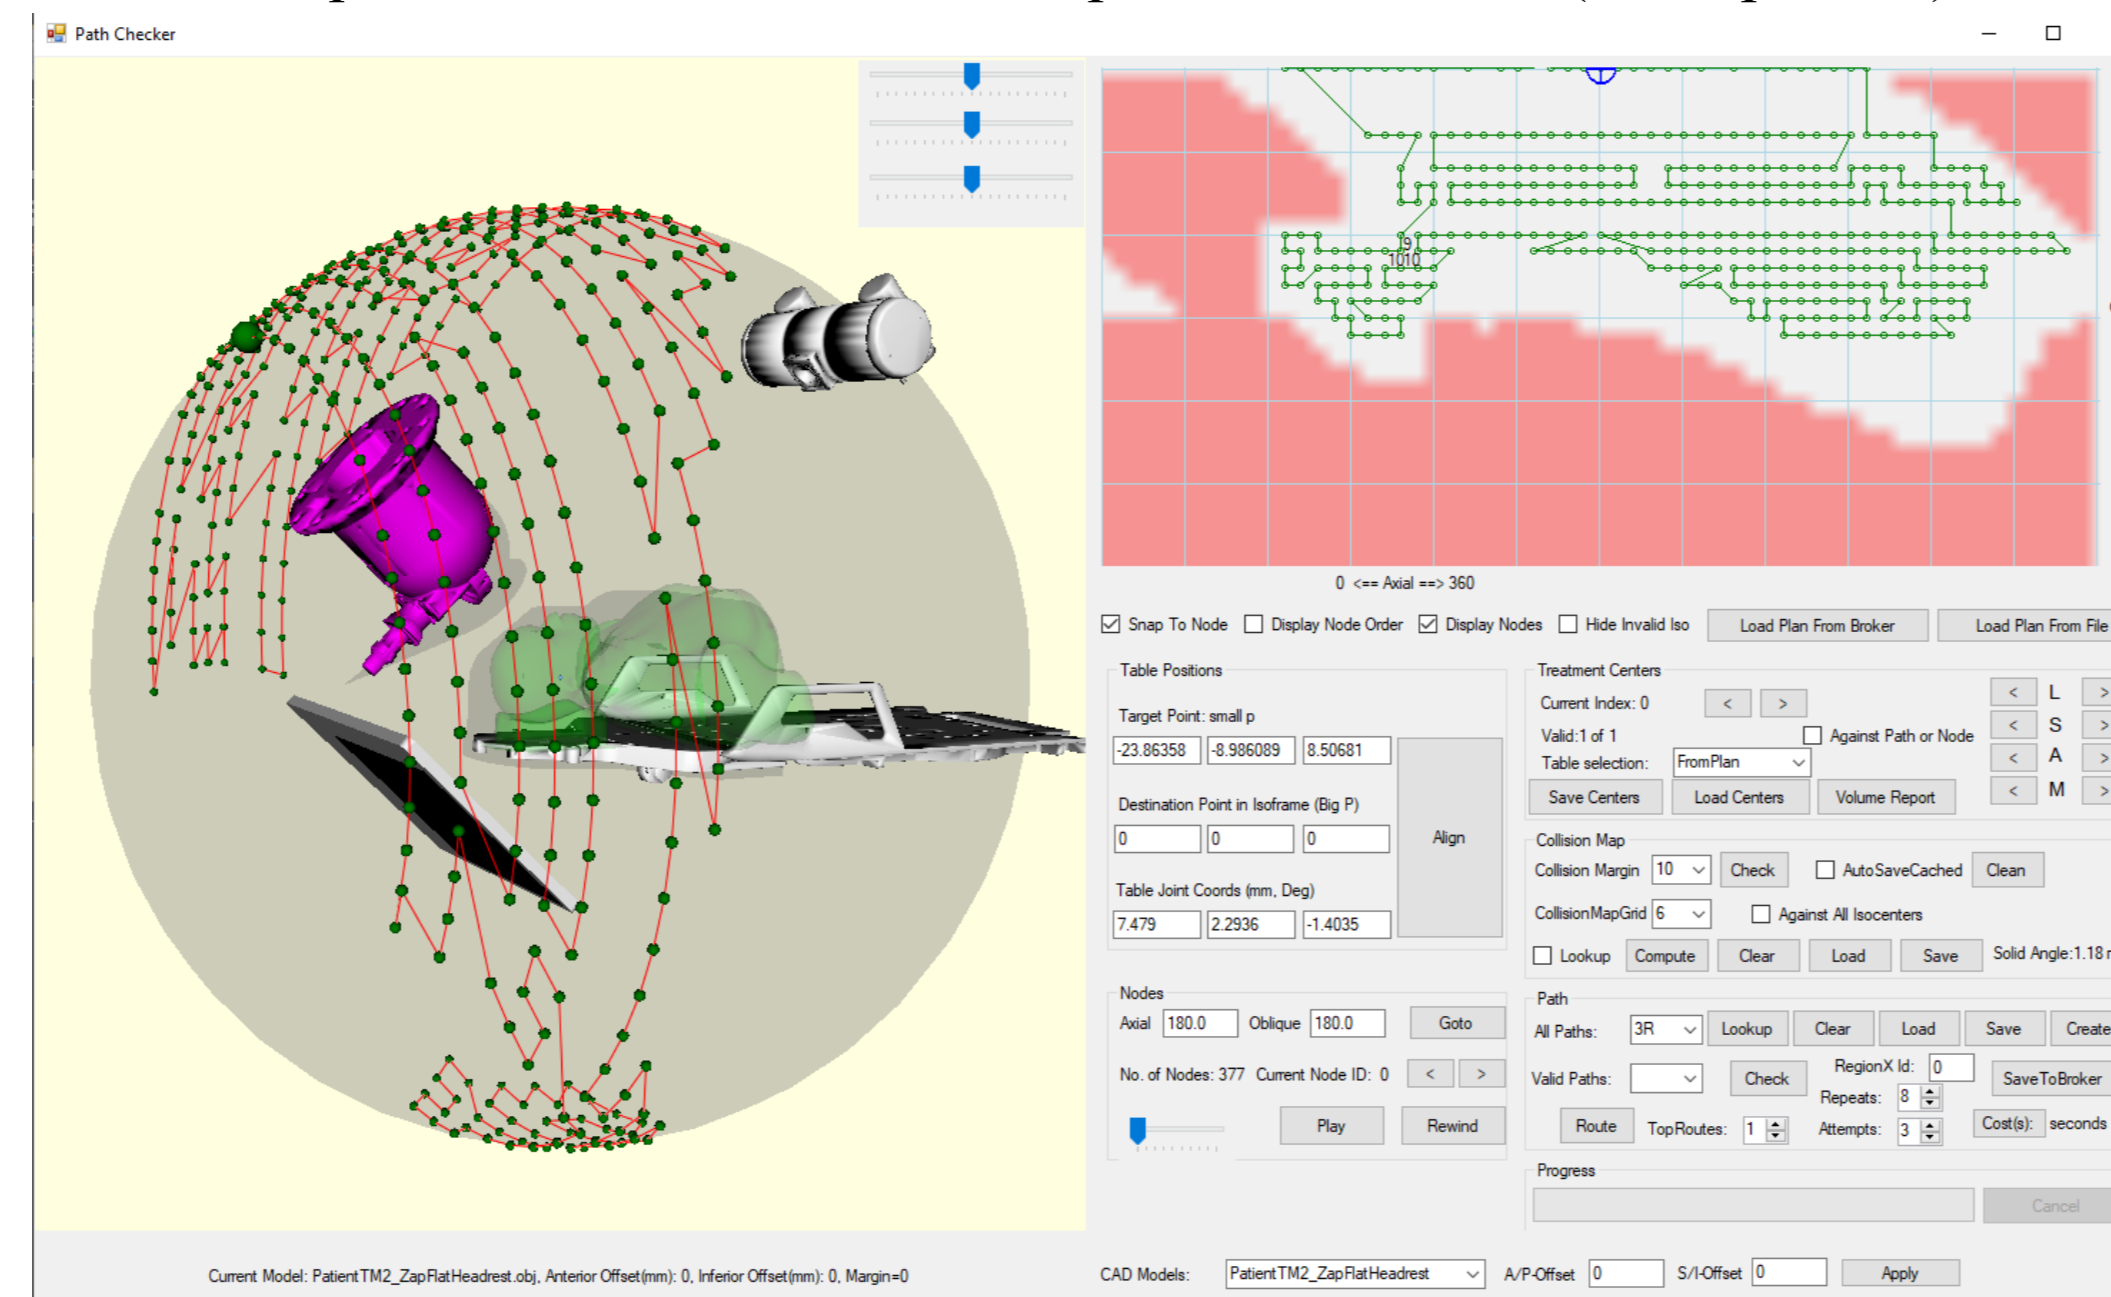 Path Checker
9
1010
0 <== Axial ==> 360
Snap To Node Display Node Order Display Nodes Hide Invalid Iso Load Plan From Broker Load Plan From File
Table Positions
Target Point: small p
-23.86358 -8.986089 8.50681
Destination Point in Isoframe (Big P)
0 0 0
Align
Table Joint Coords (mm, Deg)
7.479 2.2936 -1.4035
Treatment Centers
Current Index: 0 < > < L >
Valid:1 of 1 Against Path or Node < S >
Table selection: FromPlan < A >
Save Centers Load Centers Volume Report < M >
Collision Map
Collision Margin 10 Check AutoSaveCached Clean
CollisionMapGrid 6 Against All Isocenters
Lookup Compute Clear Load Save Solid Angle:1.18
Nodes
Axial 180.0 Oblique 180.0 Goto
No. of Nodes: 377 Current Node ID: 0 < >
Play Rewind
Path
All Paths: 3R Lookup Clear Load Save Create
Valid Paths: Check RegionX Id: 0 SaveToBroker
Repeats: 8
Route TopRoutes: 1 Attempts: 3 Cost(s): seconds
Progress
Cancel
Current Model: PatientTM2_ZapFlatHeadrest.obj, Anterior Offset(mm): 0, Inferior Offset(mm): 0, Margin=0
CAD Models: PatientTM2_ZapFlatHeadrest A/P-Offset 0 S/I-Offset 0 Apply